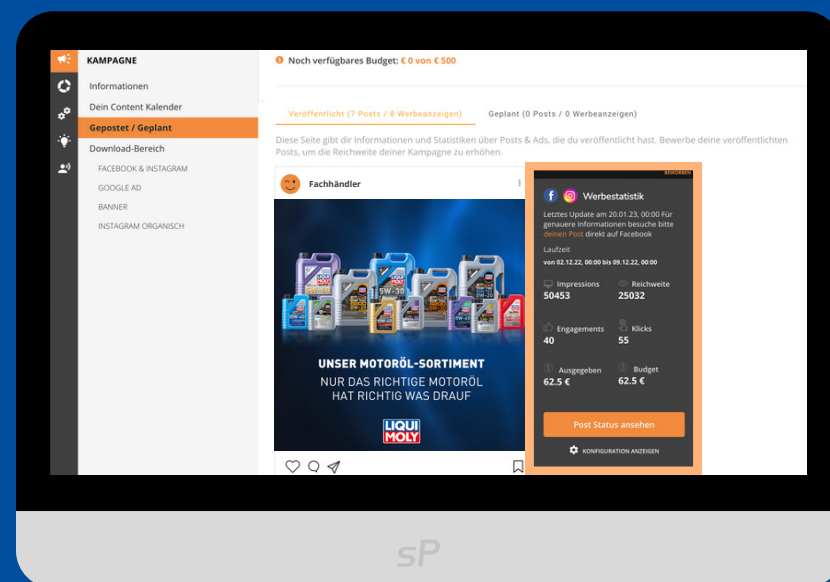 KAMPAGNE
Informationen
Dein Content Kalender
Gepostet / Geplant
Download-Bereich
FACEBOOK & INSTAGRAM
GOOGLE AD
BANNER
INSTAGRAM ORGANISCH
Noch verfügbares Budget: € 0 von € 500
Veröffentlicht (7 Posts / 8 Werbeanzeigen) Geplant (0 Posts / 0 Werbeanzeigen)
Diese Seite gibt dir Informationen und Statistiken über Posts & Ads, die du veröffentlicht hast. Bewerbe deine veröffentlichten
Posts, um die Reichweite deiner Kampagne zu erhöhen.
Fachhändler
LIQUI MOLY
5W-30
UNSER MOTORÖL-SORTIMENT
NUR DAS RICHTIGE MOTORÖL
HAT RICHTIG WAS DRAUF
LIQUI
MOLY
BEWORBEN
Werbestatistik
Letztes Update am 20.01.23, 00:00 Für
genauere Informationen besuche bitte
deinen Post direkt auf Facebook
Laufzeit
von 02.12.22, 00:00 bis 09.12.22, 00:00
Impressions Reichweite
50453 25032
Engagements Klicks
40 55
Ausgegeben Budget
62.5 € 62.5 €
Post Status ansehen
KONFIGURATION ANZEIGEN
sP